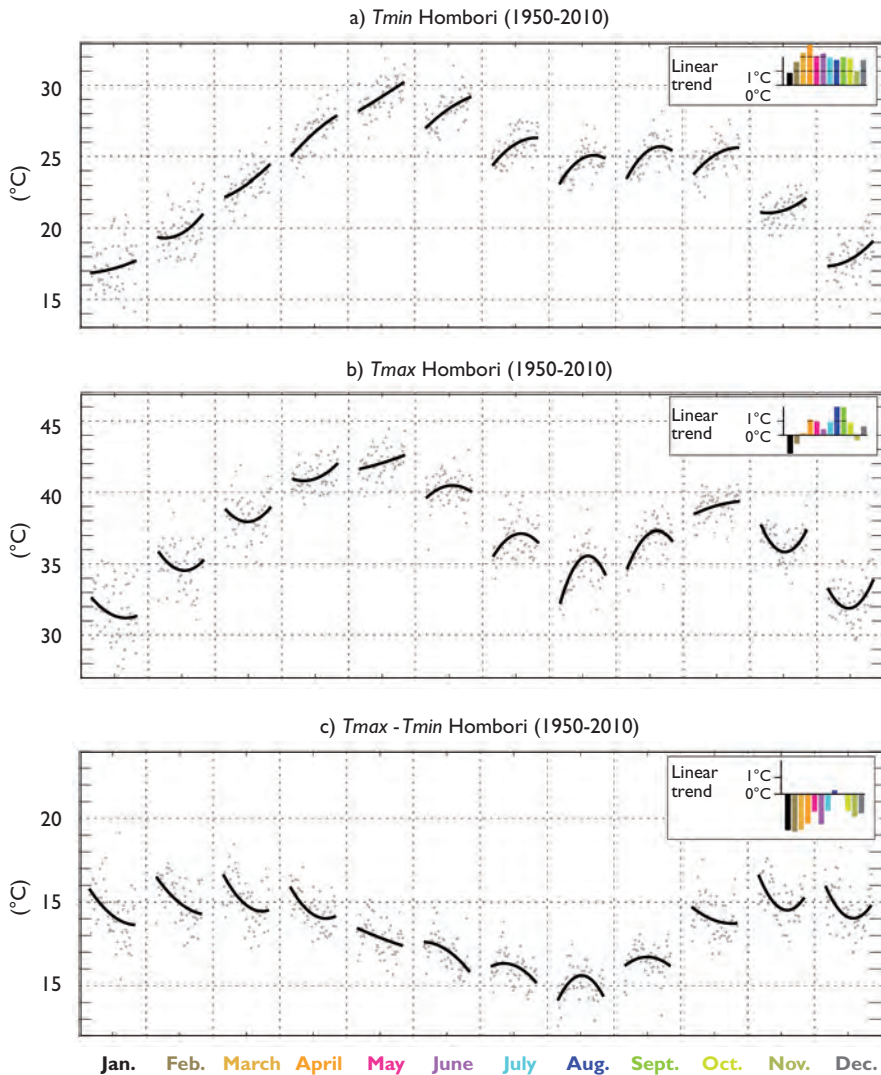 a) Tmin Hombori (1950-2010)
Linear trend
1°C
0°C
30
25
20
15
(°C)
b) Tmax Hombori (1950-2010)
Linear trend
1°C
0°C
45
40
35
30
(°C)
c) Tmax - Tmin Hombori (1950-2010)
Linear trend
1°C
0°C
20
15
15
(°C)
Jan. Feb. March April May June July Aug. Sept. Oct. Nov. Dec.